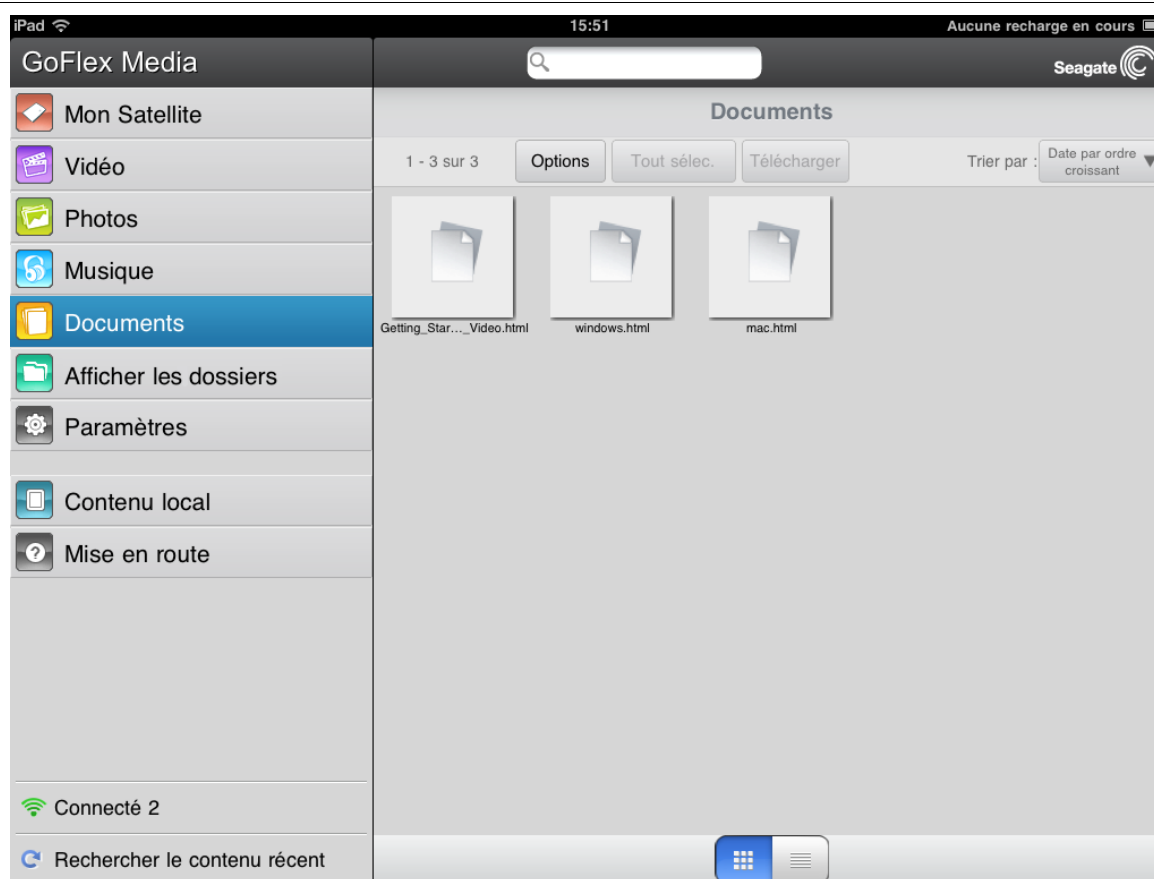 iPad 15:51 Aucune recharge en cours
GoFlex Media
Seagate
Mon Satellite
Vidéo
Photos
Musique
Documents
Afficher les dossiers
Paramètres
Contenu local
Mise en route
Connecté 2
Rechercher le contenu récent
Documents
1 - 3 sur 3 Options Tout sélec. Télécharger Trier par : Date par ordre
croissant
Getting_Star..._Video.html windows.html mac.html